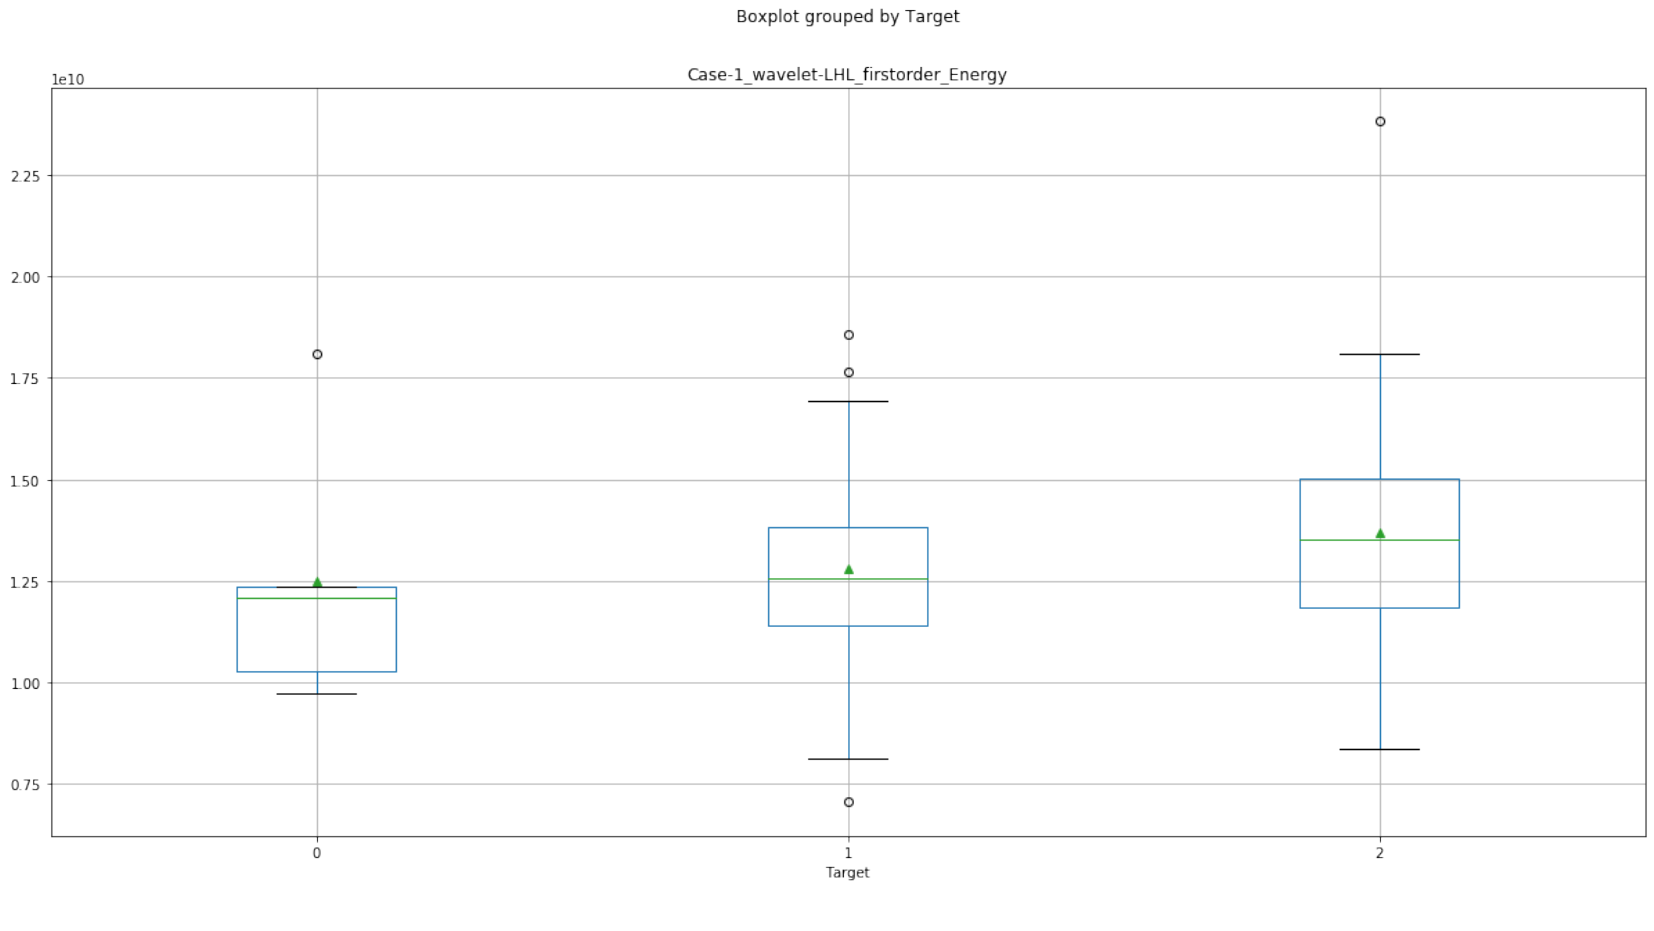 Boxplot grouped by Target
Case-1_wavelet-LHL_firstorder_Energy
1e10
2.25
2.00
1.75
1.50
1.25
1.00
0.75
0 1 2
Target